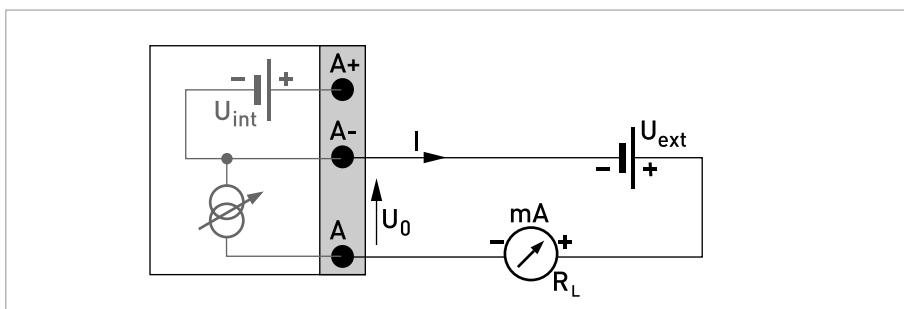 A+
- +
U_int
A-
I
U_ext
- +
U_0
mA
A
- +
R_L